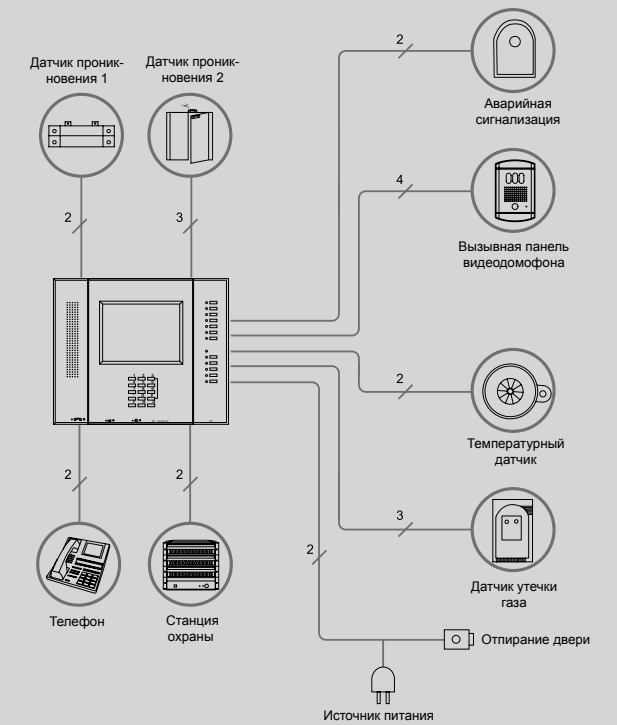 Датчик проник-
новения 1
Датчик проник-
новения 2
2
Аварийная
сигнализация
2
3
4
Вызывная панель
видеодомофона
2
Температурный
датчик
2
2
3
2
Датчик утечки
газа
Телефон
Станция
охраны
Отпирание двери
Источник питания